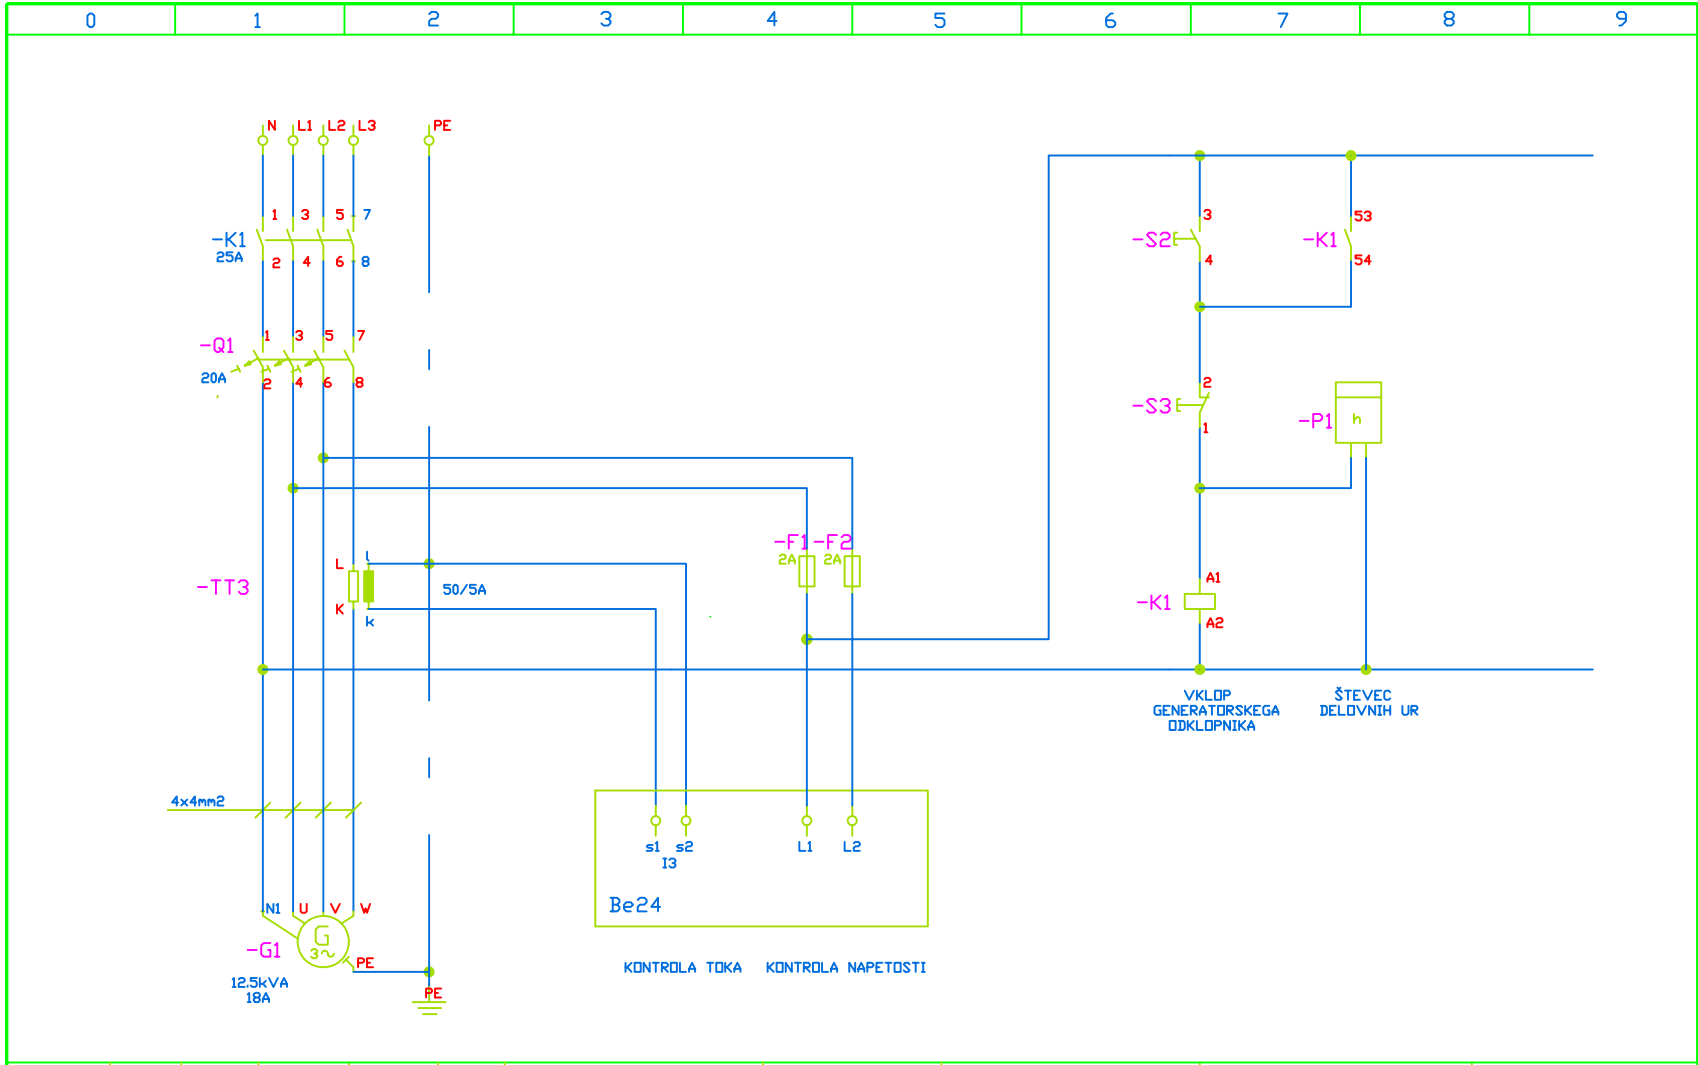 0 1 2 3 4 5 6 7 8 9
N L1 L2 L3 PE
1 3 5 7
-K1
25A
2 4 6 8
1 3 5 7
-Q1
20A
2 4 6 8
L l
-TT3
50/5A
K k
4x4mm2
N1 U V W
G
3~
-G1
PE
12.5kVA
18A
PE
-F1 -F2
2A 2A
s1 s2 L1 L2
I3
Be24
KONTROLA TOKA KONTROLA NAPETOSTI
3 53
-S2 -K1
4 54
2
-S3 -P1 h
1
A1
-K1
A2
VKLOP
GENERATORSKEGA
ODKLOPNIKA
ŠTEVEC
DELOVNIH UR